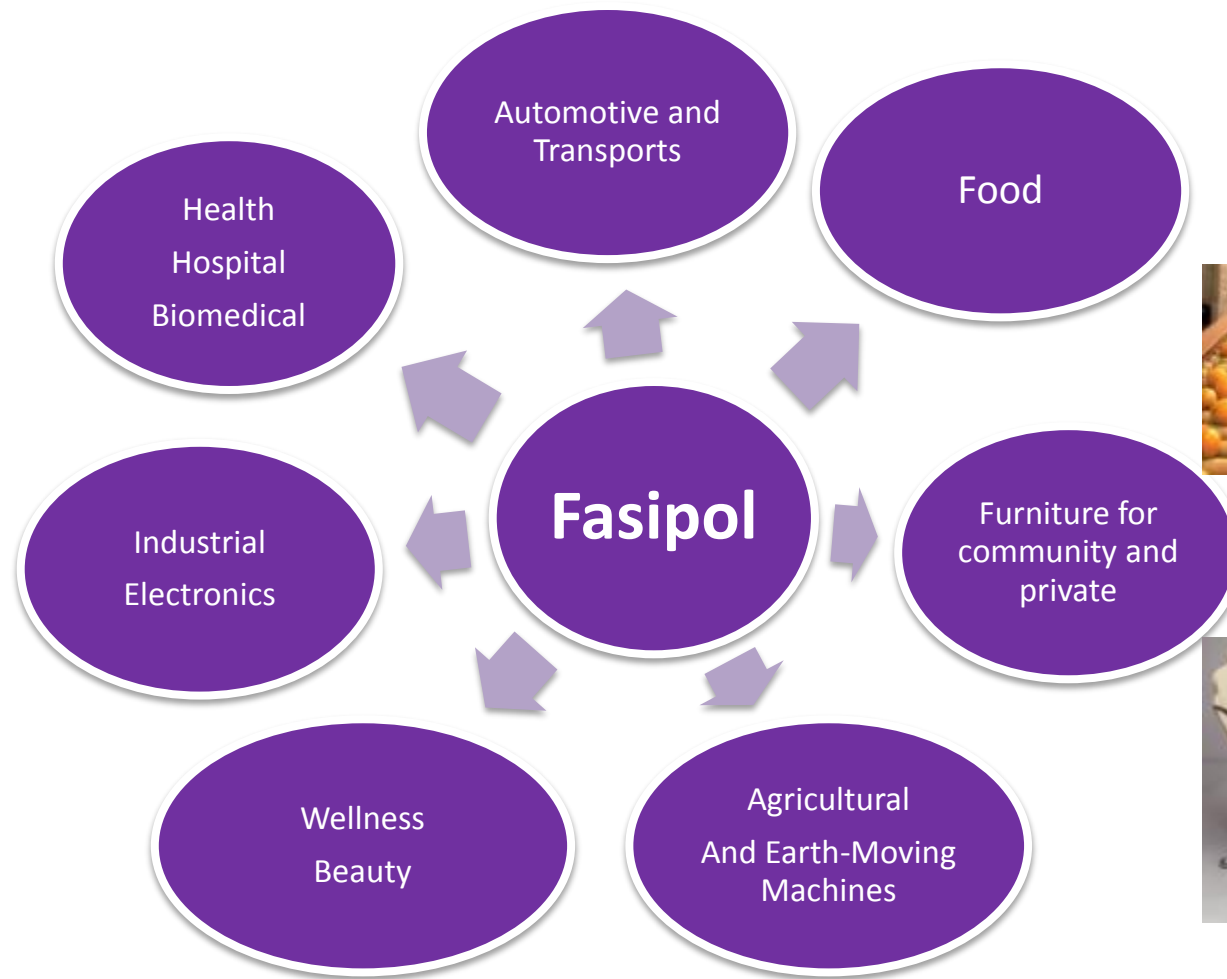 Automotive and
Transports
Food
Health
Hospital
Biomedical
Fasipol
Furniture for
community and
private
Industrial
Electronics
Wellness
Beauty
Agricultural
And Earth-Moving
Machines